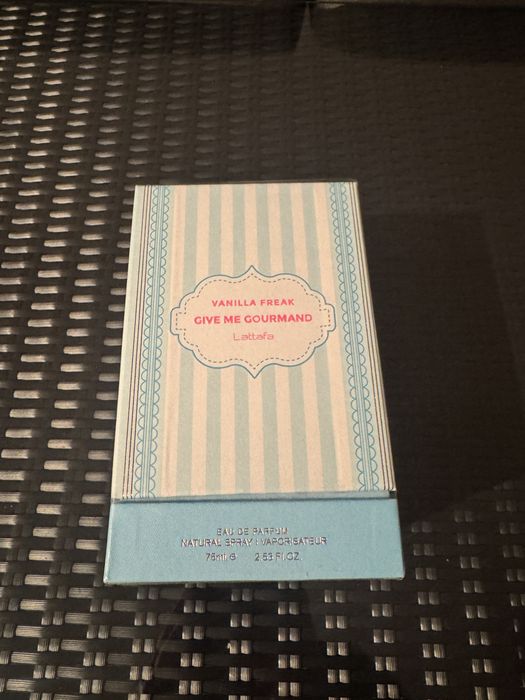 VANILLA FREAK
GIVE ME GOURMAND
Lattafa
EAU DE PARFUM
NATURAL SPRAY • VAPORISATEUR
75ml ℮ 2.53 Fl.OZ.